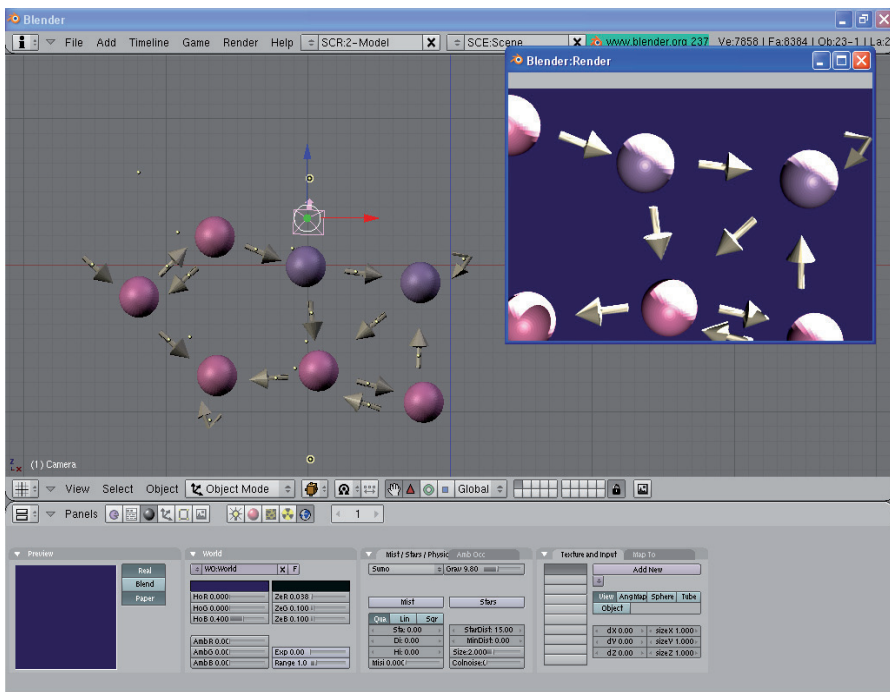 Blender
File Add Timeline Game Render Help SCR:2-Model X SCE:Scene X www.blender.org 237 Ve:7858 | Fa:8384 | Ob:23-1 | La:2
Blender:Render
(1) Camera
View Select Object Object Mode Global
Panels 1
Preview
Real
Blend
Paper
World
WO:World X F
HoR 0.000 ZeR 0.038
HoG 0.000 ZeG 0.100
HoB 0.400 ZeB 0.100
AmbR 0.00
AmbG 0.00 Exp 0.00
AmbB 0.00 Range 1.0
Mist / Stars / Physic Amb Occ
Sumo Grav 9.80
Mist Stars
Qua Lin Sqr
Sta: 0.00 StarDist: 15.00
Di: 0.00 MinDist: 0.00
Hi: 0.00 Size:2.000
Misi 0.000 Colnoise:
Texture and Input Map To
Add New
View AngMap Sphere Tube
Object
dX 0.00 sizeX 1.000
dY 0.00 sizeY 1.000
dZ 0.00 sizeZ 1.000